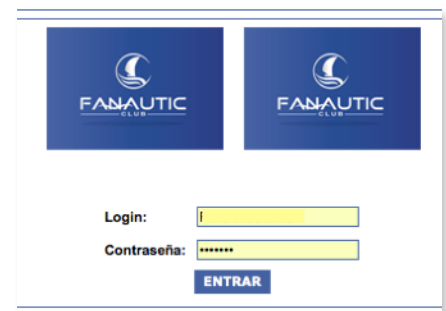 FANAUTIC
CLUB
FANAUTIC
CLUB
Login:
Contraseña: •••••••
ENTRAR